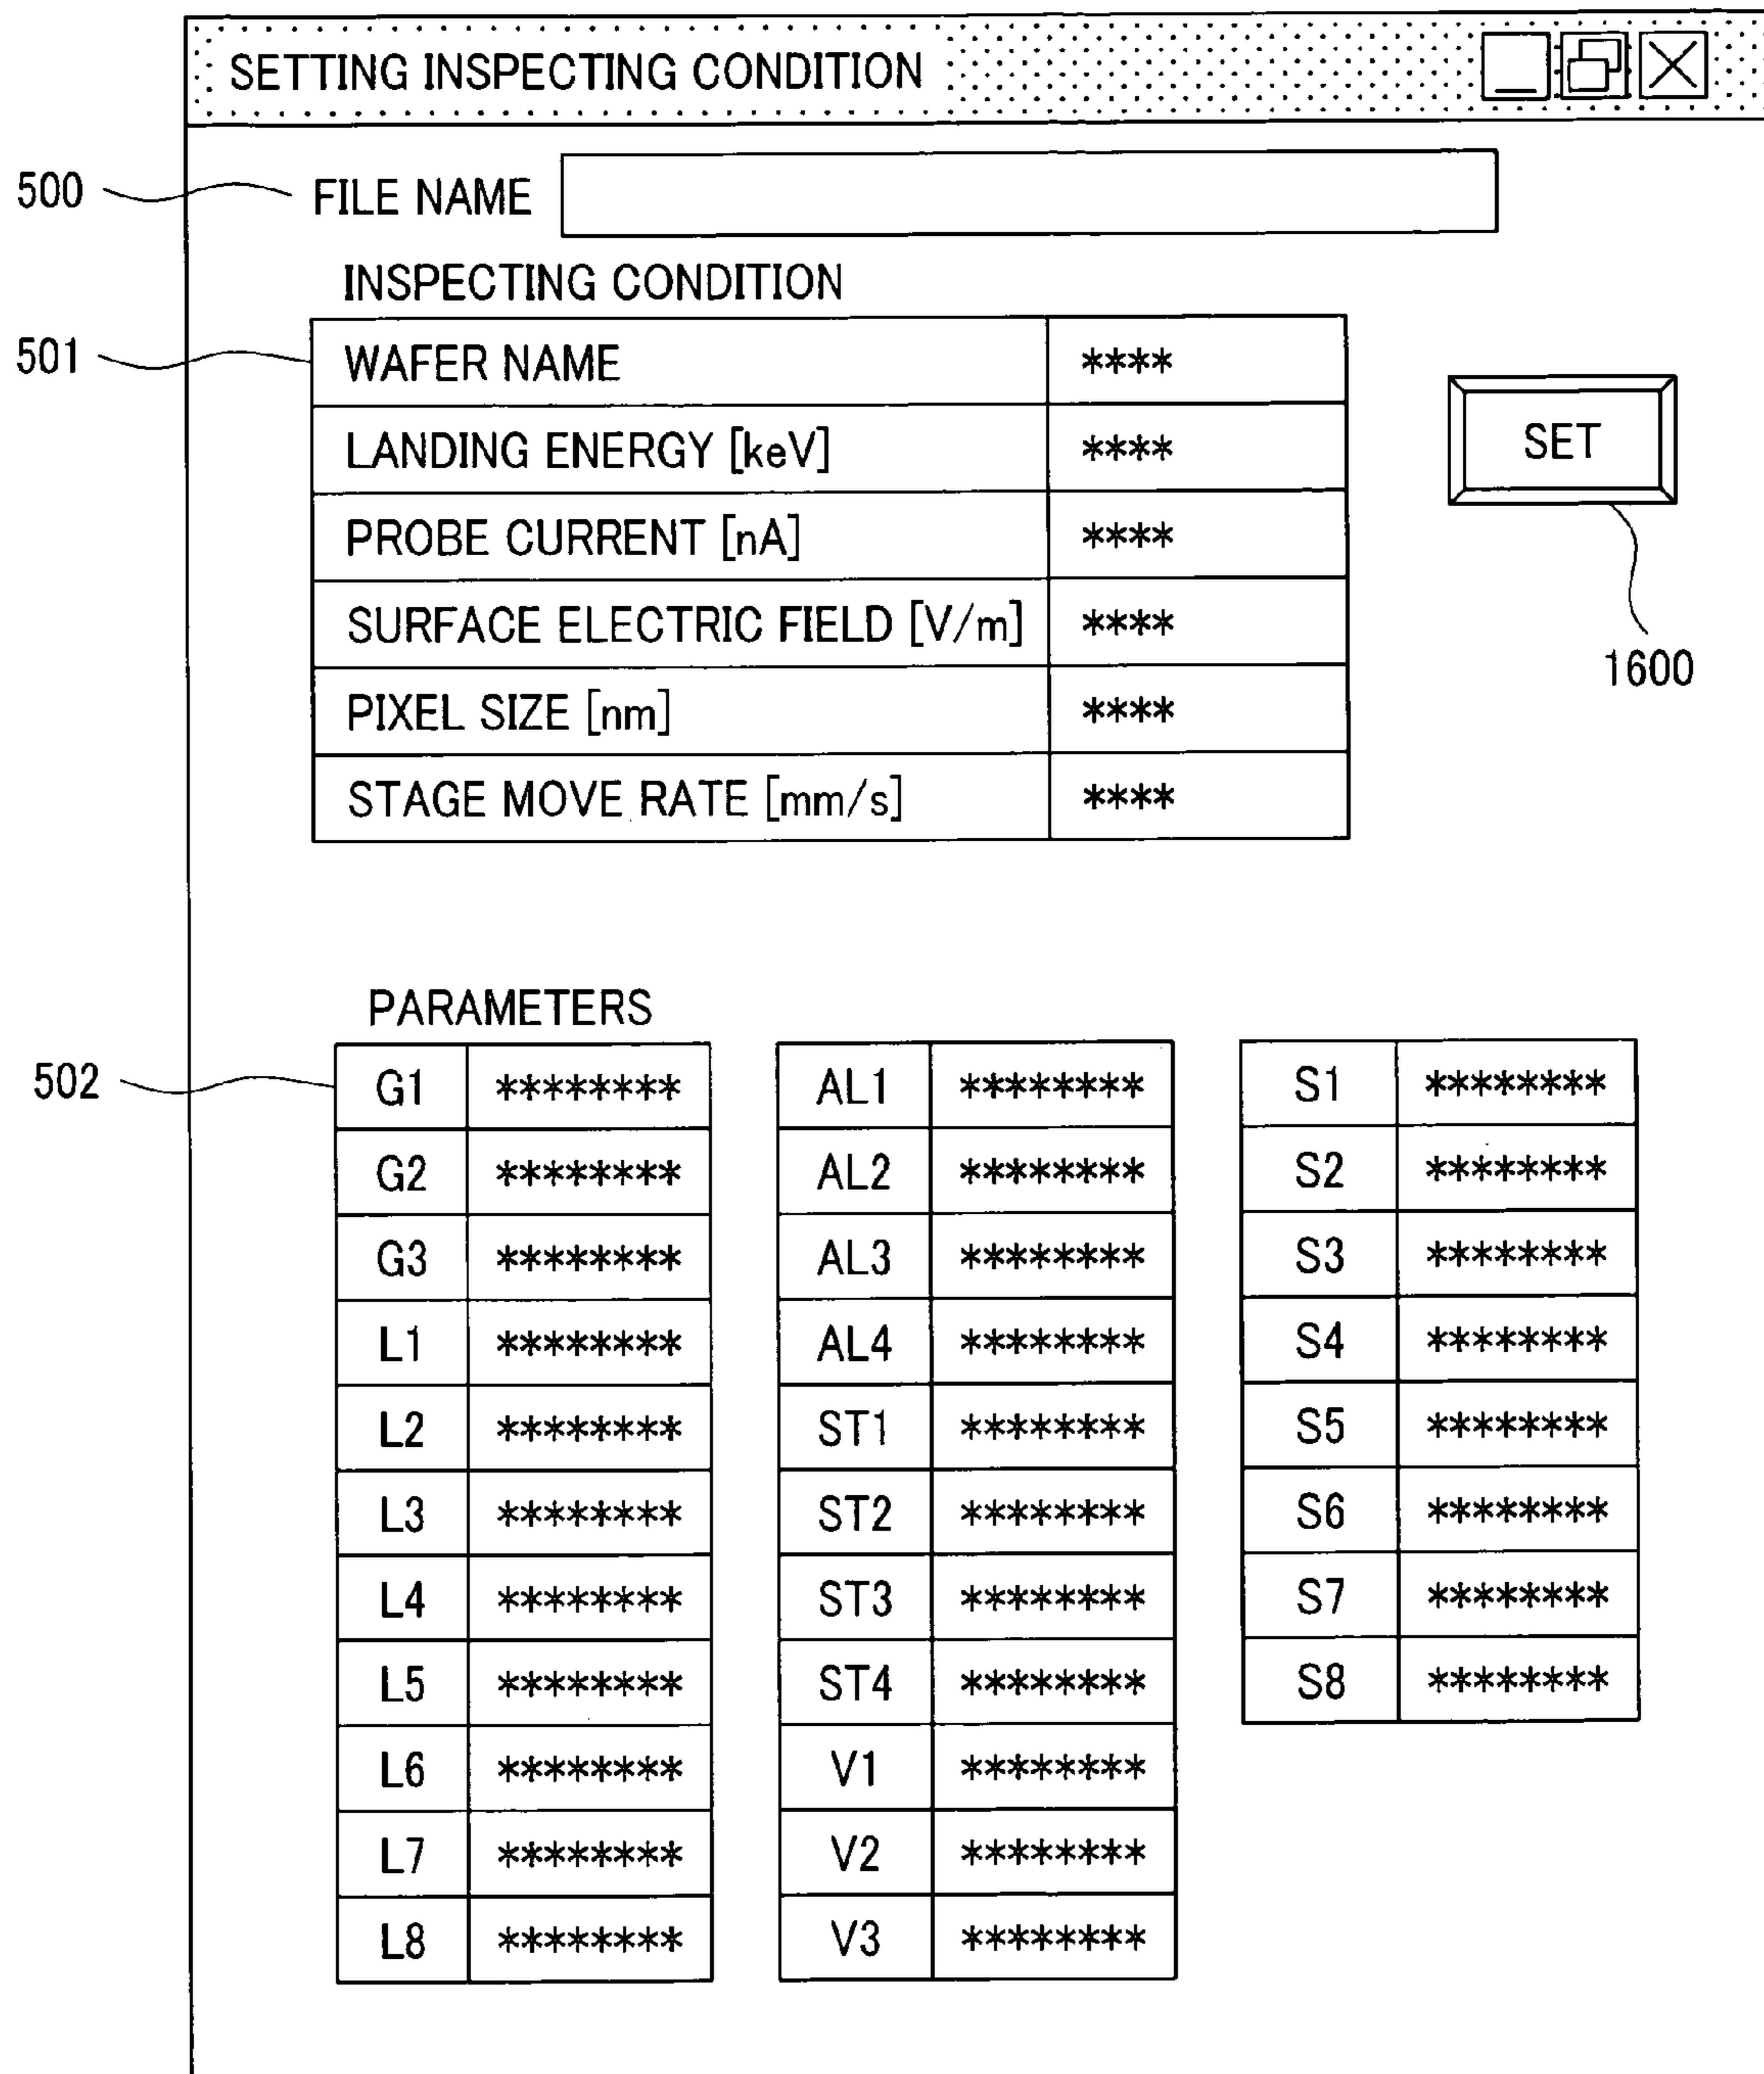 SETTING INSPECTING CONDITION
500 FILE NAME
INSPECTING CONDITION
501 WAFER NAME ****
LANDING ENERGY [keV] ****
SET
PROBE CURRENT [nA] ****
SURFACE ELECTRIC FIELD [V/m] ****
1600
PIXEL SIZE [nm] ****
STAGE MOVE RATE [mm/s] ****
PARAMETERS
502 G1 ******** AL1 ******** S1 ********
G2 ******** AL2 ******** S2 ********
G3 ******** AL3 ******** S3 ********
L1 ******** AL4 ******** S4 ********
L2 ******** ST1 ******** S5 ********
L3 ******** ST2 ******** S6 ********
L4 ******** ST3 ******** S7 ********
L5 ******** ST4 ******** S8 ********
L6 ******** V1 ********
L7 ******** V2 ********
L8 ******** V3 ********